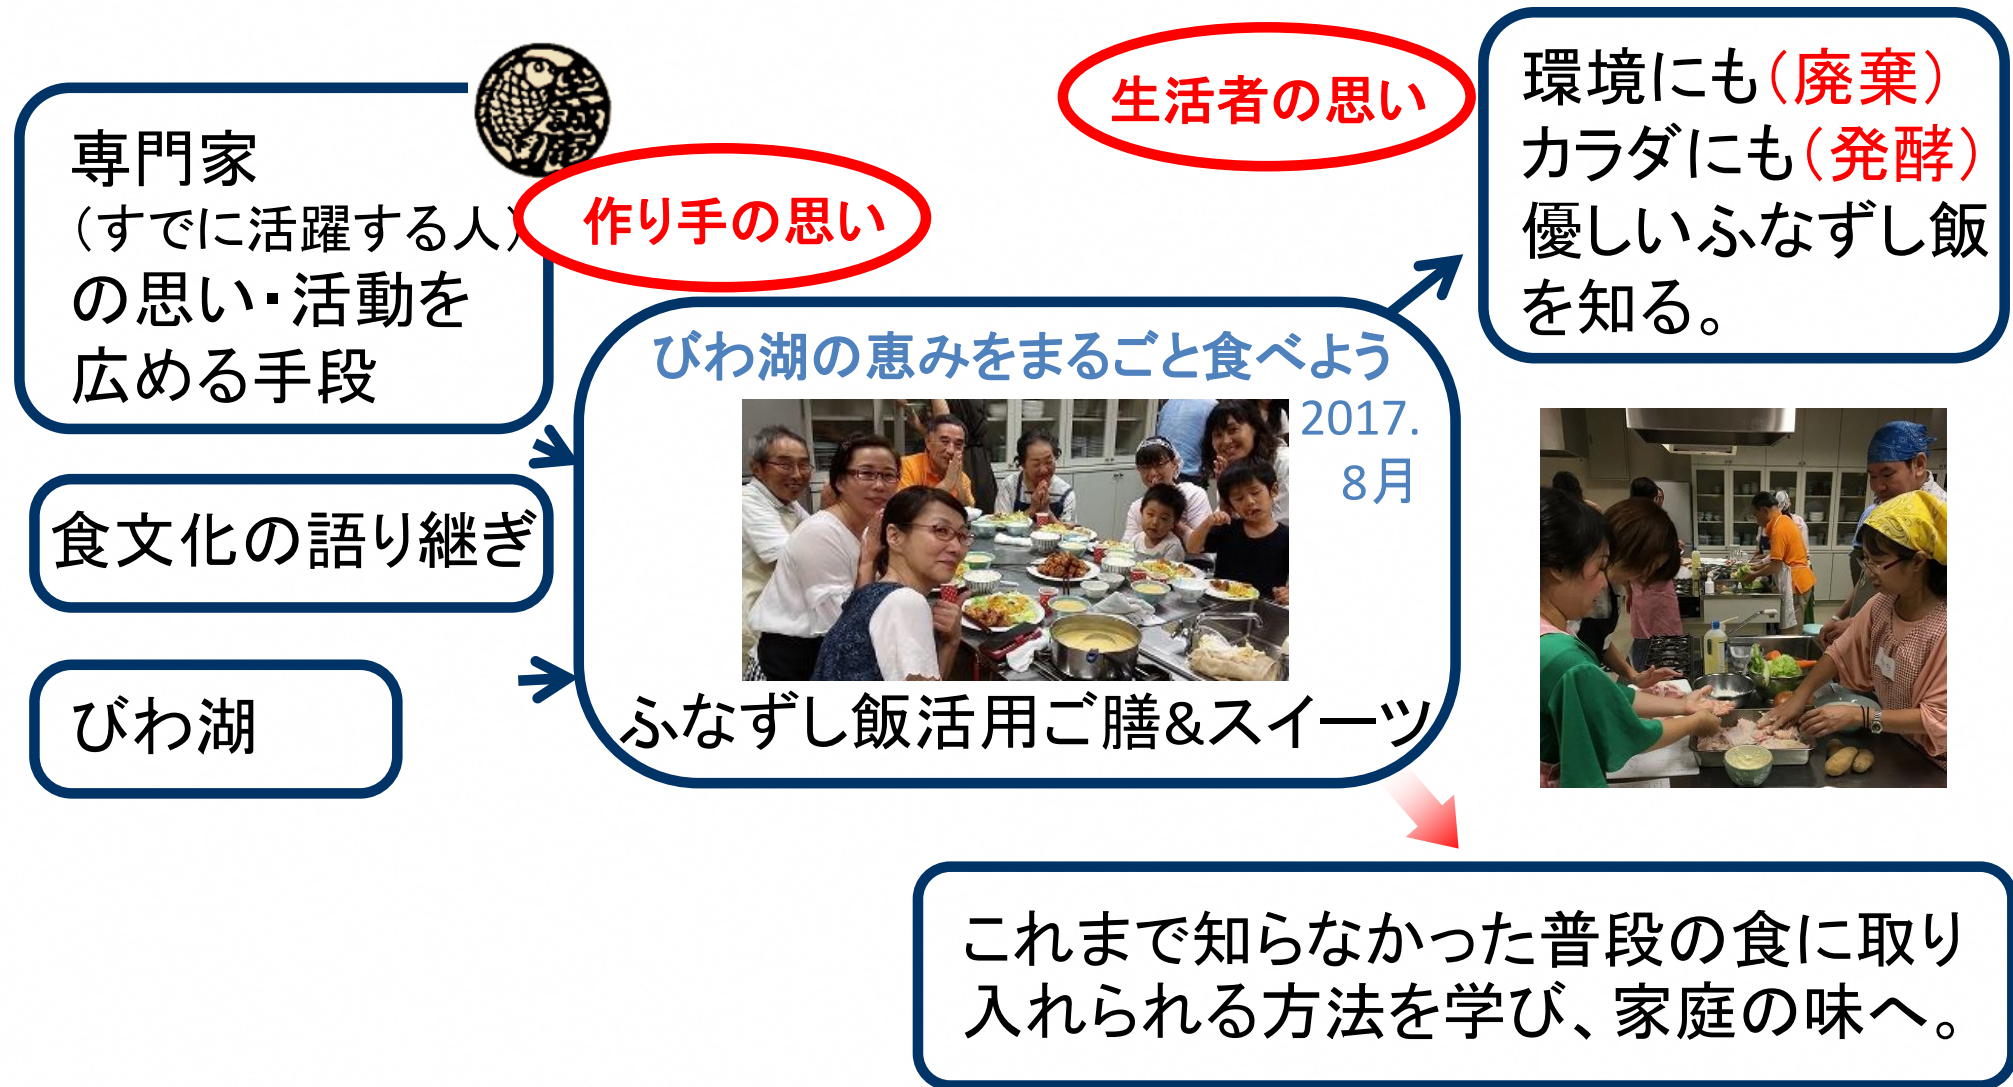 専門家
（すでに活躍する人）
の思い・活動を
広める手段
作り手の思い
食文化の語り継ぎ
びわ湖
びわ湖の恵みをまるごと食べよう
2017.
8月
ふなずし飯活用ご膳&スイーツ
生活者の思い
環境にも（廃棄）
カラダにも（発酵）
優しいふなずし飯
を知る。
これまで知らなかった普段の食に取り
入れられる方法を学び、家庭の味へ。